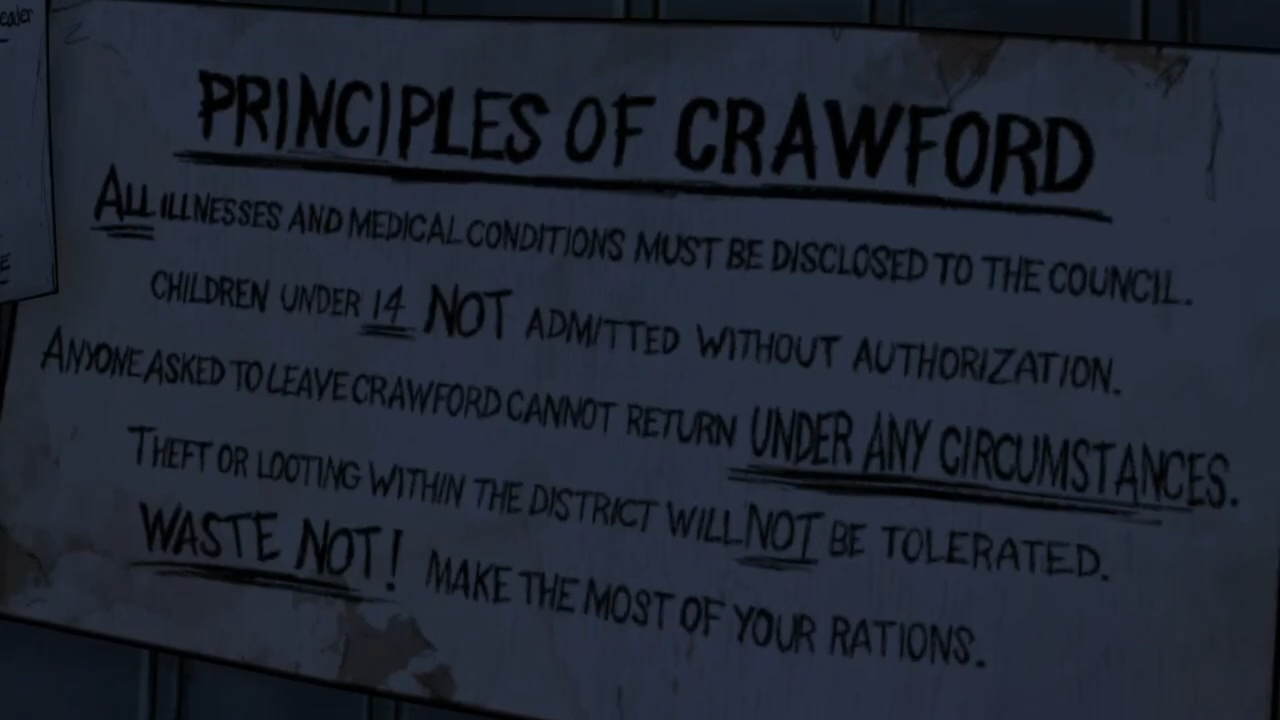 PRINCIPLES OF CRAWFORD
ALL ILLNESSES AND MEDICAL CONDITIONS MUST BE DISCLOSED TO THE COUNCIL.
CHILDREN UNDER 14 NOT ADMITTED WITHOUT AUTHORIZATION.
ANYONE ASKED TO LEAVE CRAWFORD CANNOT RETURN UNDER ANY CIRCUMSTANCES.
THEFT OR LOOTING WITHIN THE DISTRICT WILL NOT BE TOLERATED.
WASTE NOT! MAKE THE MOST OF YOUR RATIONS.